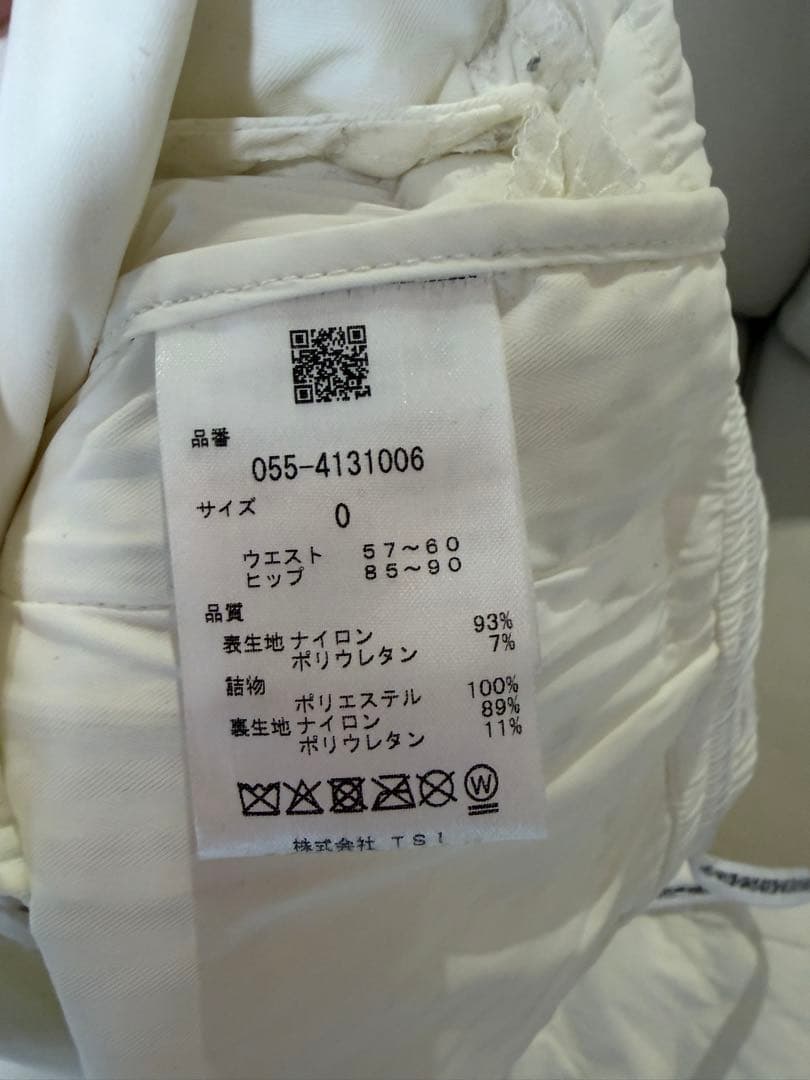 品番
055-4131006
サイズ 0
ウエスト 57～60
ヒップ 85～90
品質
表生地 ナイロン 93%
ポリウレタン 7%
詰物
ポリエステル 100%
裏生地 ナイロン 89%
ポリウレタン 11%
W
株式会社 TSI